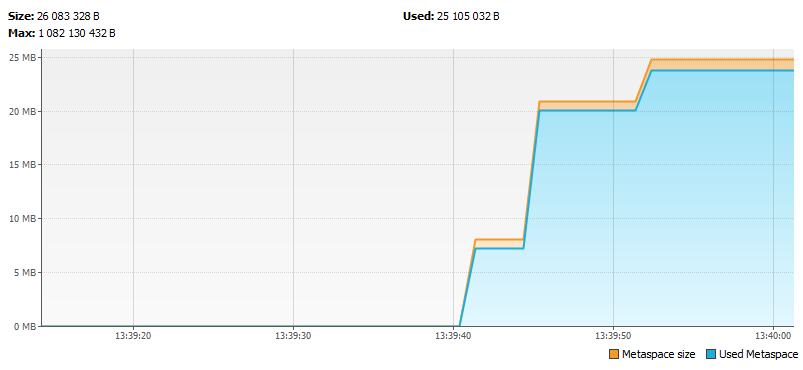 Size: 26 083 328 B Used: 25 105 032 B
Max: 1 082 130 432 B
25 MB
20 MB
15 MB
10 MB
5 MB
0 MB
13:39:20 13:39:30 13:39:40 13:39:50 13:40:00
Metaspace size Used Metaspace